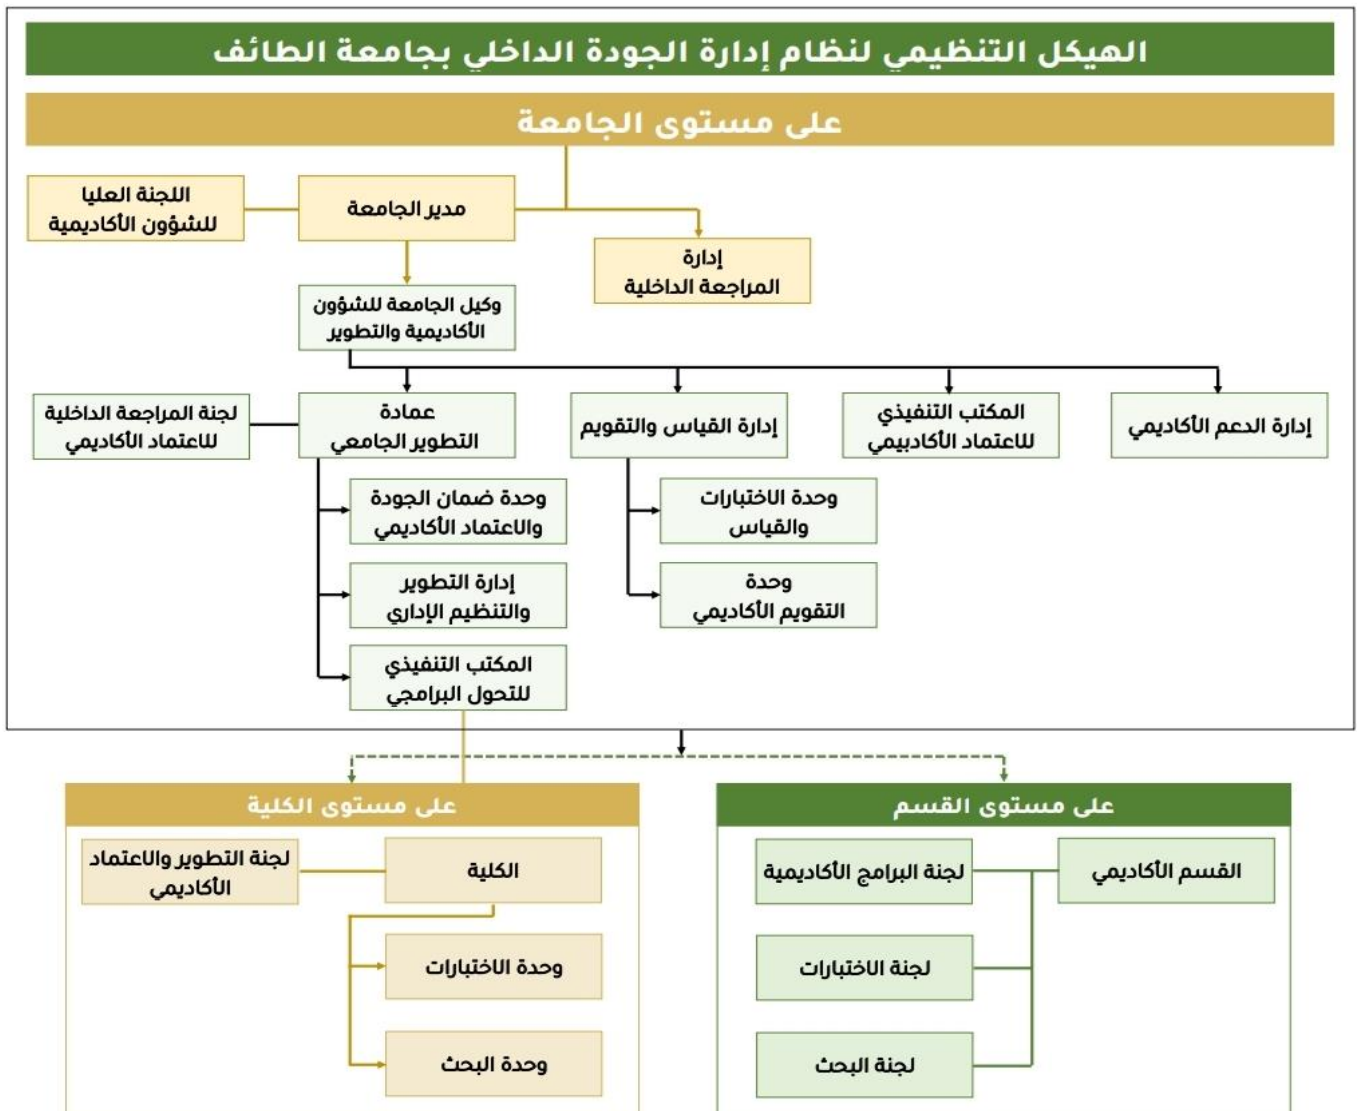 الهيكل التنظيمي لنظام إدارة الجودة الداخلي بجامعة الطائف
على مستوى الجامعة
مدير الجامعة
اللجنة العليا
للشؤون الأكاديمية
إدارة
المراجعة الداخلية
وكيل الجامعة للشؤون
الأكاديمية والتطوير
إدارة الدعم الأكاديمي
المكتب التنفيذي
للاعتماد الأكادبيمي
إدارة القياس والتقويم
عمادة
التطوير الجامعي
لجنة المراجعة الداخلية
للاعتماد الأكاديمي
وحدة الاختبارات
والقياس
وحدة
التقويم الأكاديمي
وحدة ضمان الجودة
والاعتماد الأكاديمي
إدارة التطوير
والتنظيم الإداري
المكتب التنفيذي
للتحول البرامجي
على مستوى القسم
القسم الأكاديمي
لجنة البرامج الأكاديمية
لجنة الاختبارات
لجنة البحث
على مستوى الكلية
الكلية
لجنة التطوير والاعتماد
الأكاديمي
وحدة الاختبارات
وحدة البحث